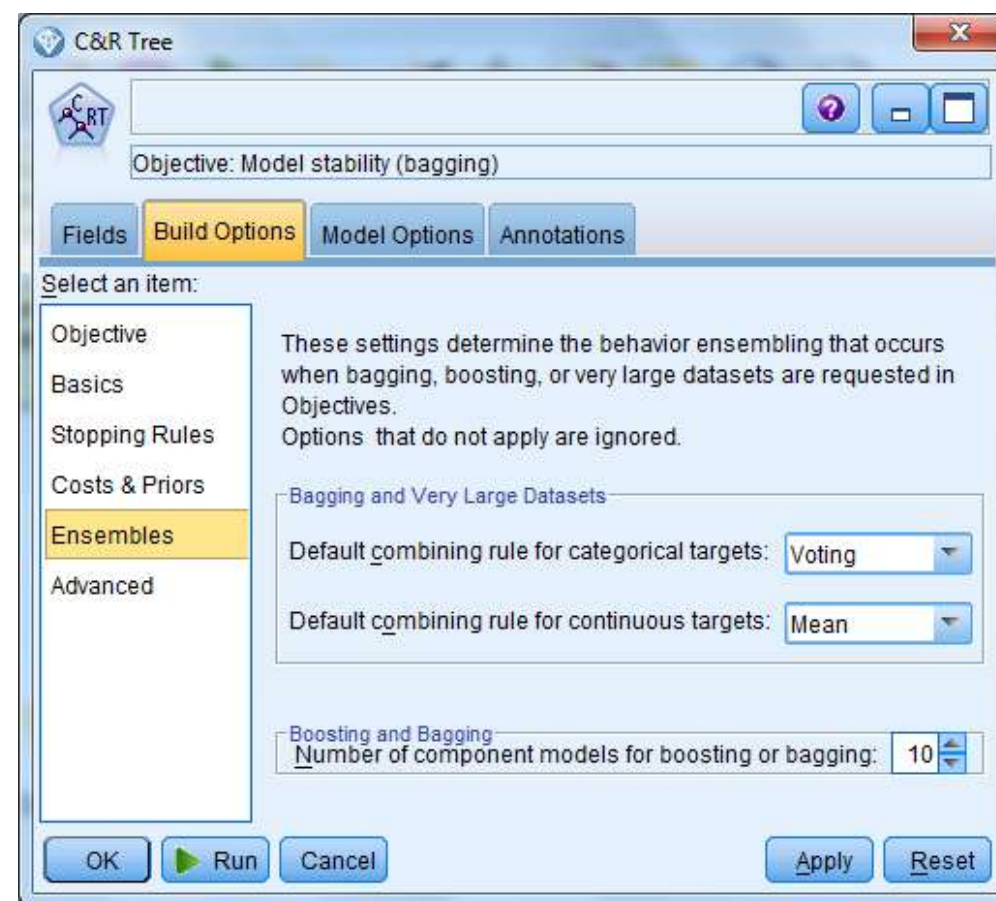 C&R Tree
C RT
Objective: Model stability (bagging)
Fields Build Options Model Options Annotations
Select an item:
Objective
Basics
Stopping Rules
Costs & Priors
Ensembles
Advanced
These settings determine the behavior ensembling that occurs
when bagging, boosting, or very large datasets are requested in
Objectives.
Options that do not apply are ignored.
Bagging and Very Large Datasets
Default combining rule for categorical targets: Voting
Default combining rule for continuous targets: Mean
Boosting and Bagging
Number of component models for boosting or bagging: 10
OK Run Cancel Apply Reset